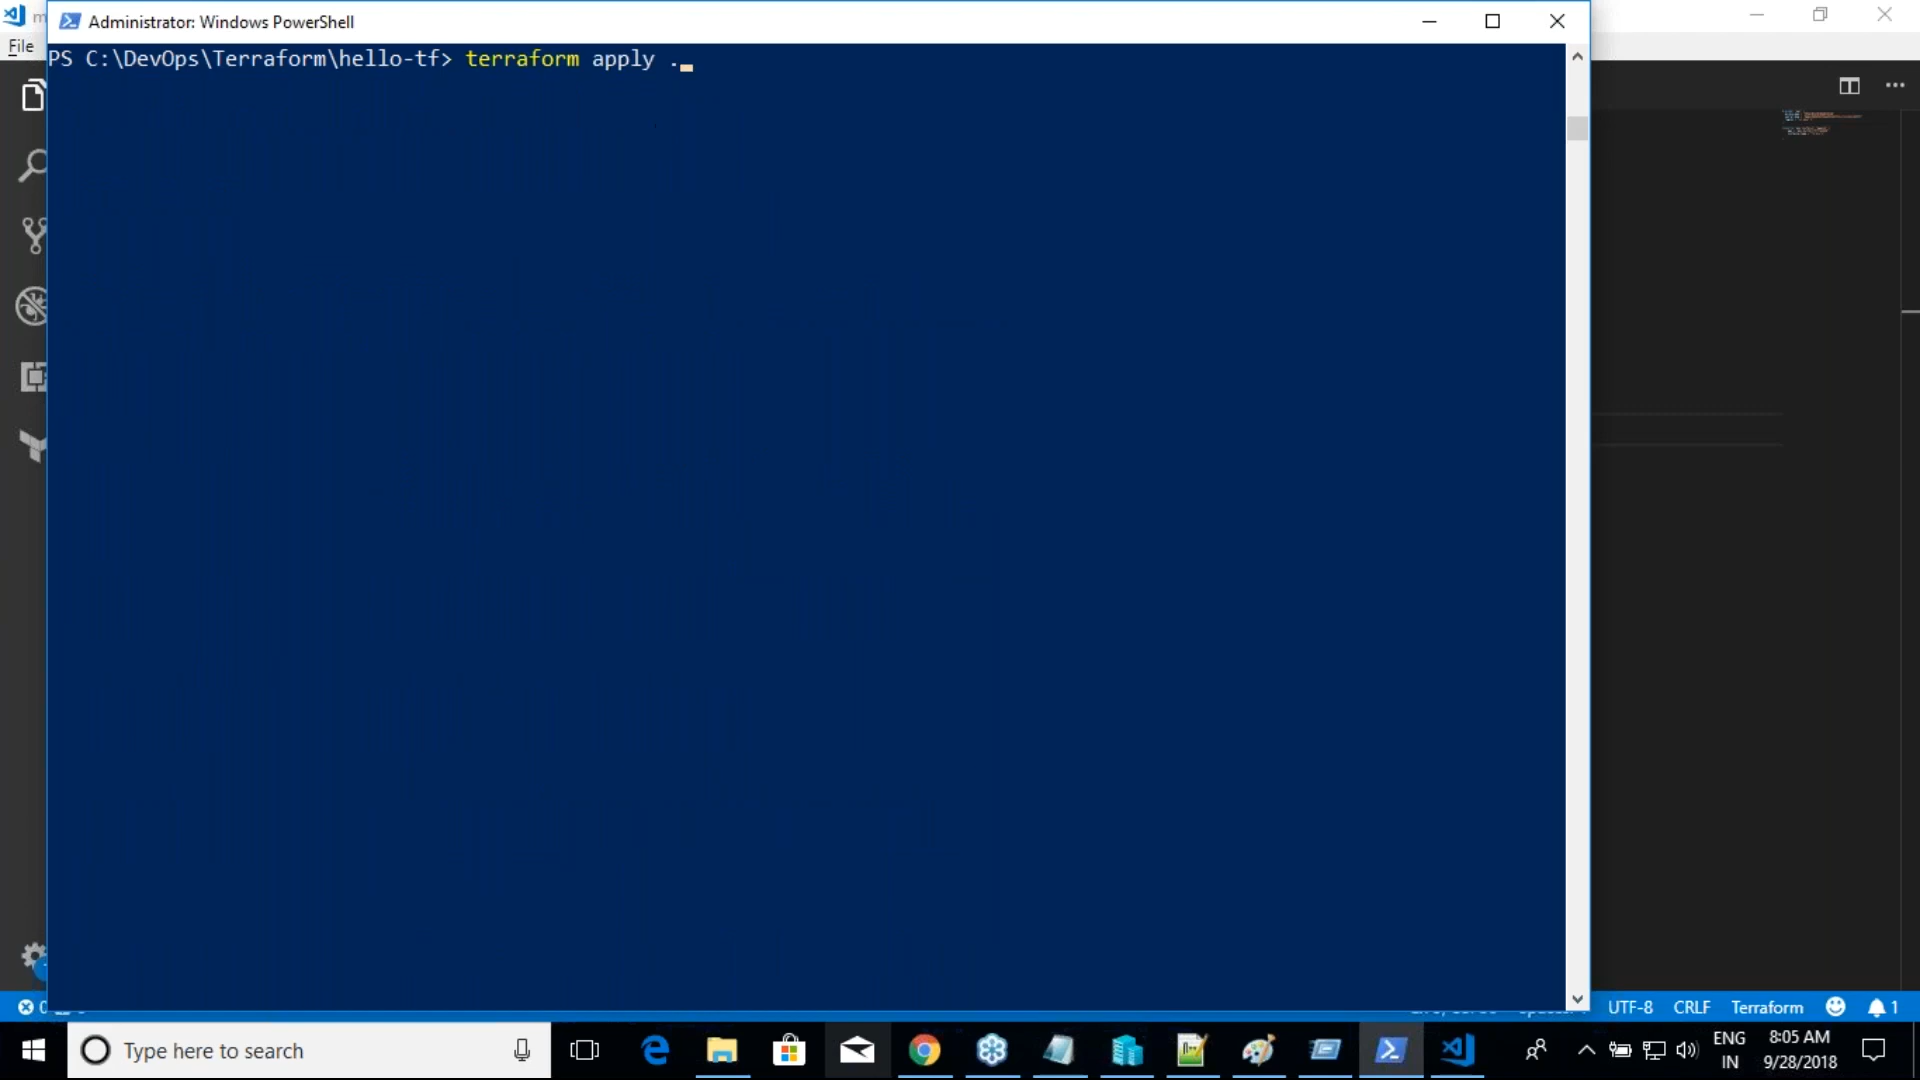 Administrator: Windows PowerShell
File
PS C:\DevOps\Terraform\hello-tf> terraform apply .
UTF-8 CRLF Terraform 1
Type here to search
ENG
IN
8:05 AM
9/28/2018